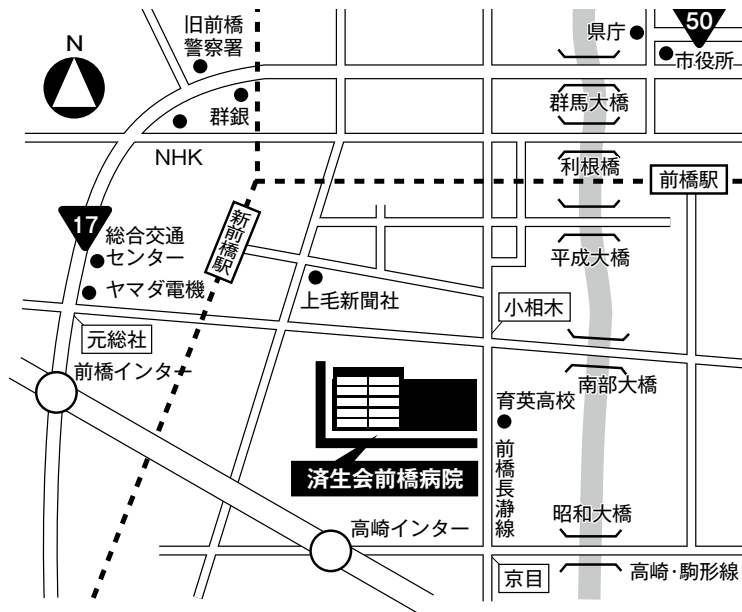 N
旧前橋
警察署
県庁
50
市役所
群銀
群馬大橋
NHK
利根橋
前橋駅
17
総合交通
センター
新前橋駅
平成大橋
ヤマダ電機
上毛新聞社
小相木
元総社
前橋インター
南部大橋
育英高校
済生会前橋病院
前橋長瀞線
昭和大橋
高崎インター
京目
高崎・駒形線